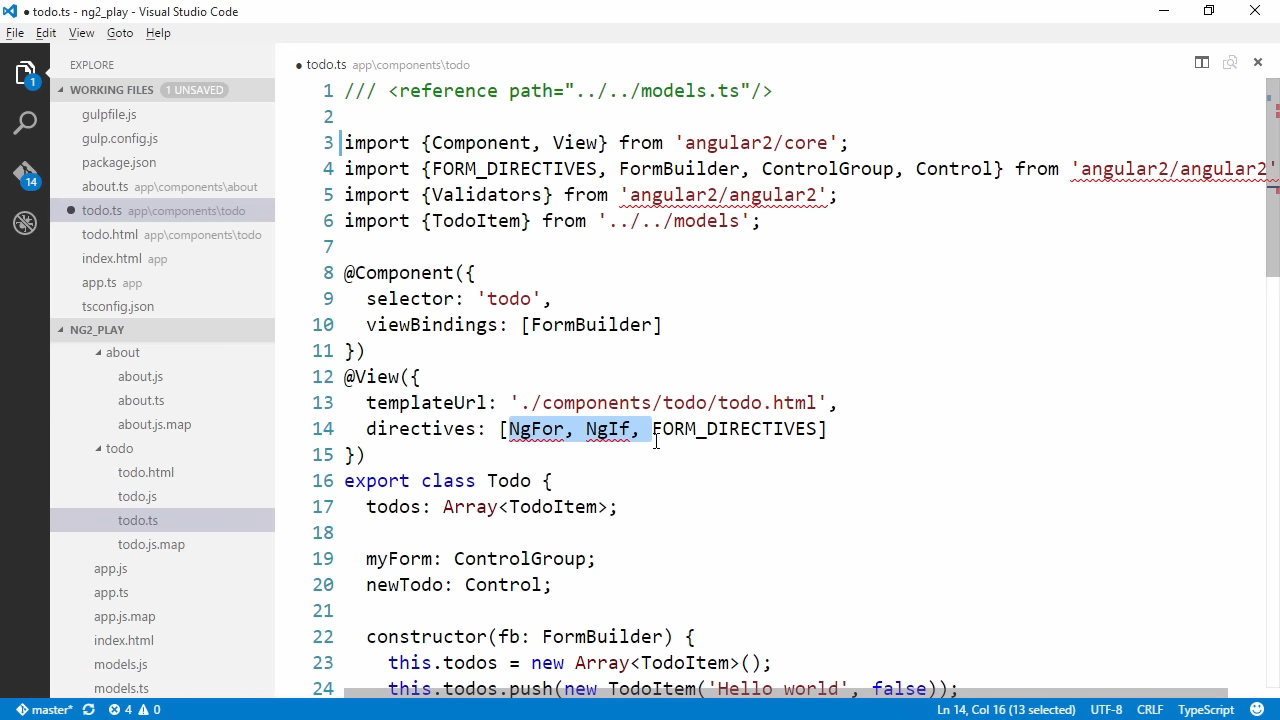 ● todo.ts - ng2_play - Visual Studio Code
File Edit View Goto Help
EXPLORE
WORKING FILES 1 UNSAVED
gulpfile.js
gulp.config.js
package.json
about.ts app\components\about
● todo.ts app\components\todo
todo.html app\components\todo
index.html app
app.ts app
tsconfig.json
NG2_PLAY
about
about.js
about.ts
about.js.map
todo
todo.html
todo.js
todo.ts
todo.js.map
app.js
app.ts
app.js.map
index.html
models.js
models.ts
1
14
● todo.ts app\components\todo
1 /// <reference path="../../models.ts"/>
2
3 import {Component, View} from 'angular2/core';
4 import {FORM_DIRECTIVES, FormBuilder, ControlGroup, Control} from 'angular2/angular2'
5 import {Validators} from 'angular2/angular2';
6 import {TodoItem} from '../../models';
7
8 @Component({
9 selector: 'todo',
10 viewBindings: [FormBuilder]
11 })
12 @View({
13 templateUrl: './components/todo/todo.html',
14 directives: [NgFor, NgIf, FORM_DIRECTIVES]
15 })
16 export class Todo {
17 todos: Array<TodoItem>;
18
19 myForm: ControlGroup;
20 newTodo: Control;
21
22 constructor(fb: FormBuilder) {
23 this.todos = new Array<TodoItem>();
24 this.todos.push(new TodoItem('Hello world', false));
master* 4 0 Ln 14, Col 16 (13 selected) UTF-8 CRLF TypeScript